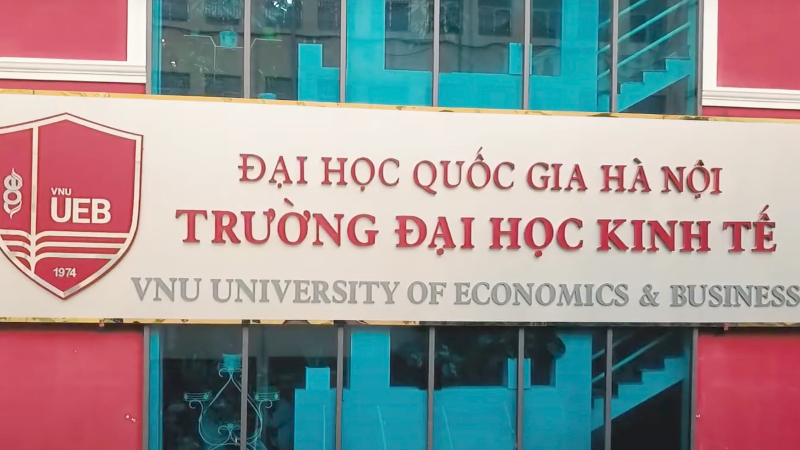 VNU
UEB
1974
ĐẠI HỌC QUỐC GIA HÀ NỘI
TRƯỜNG ĐẠI HỌC KINH TẾ
VNU UNIVERSITY OF ECONOMICS & BUSINESS